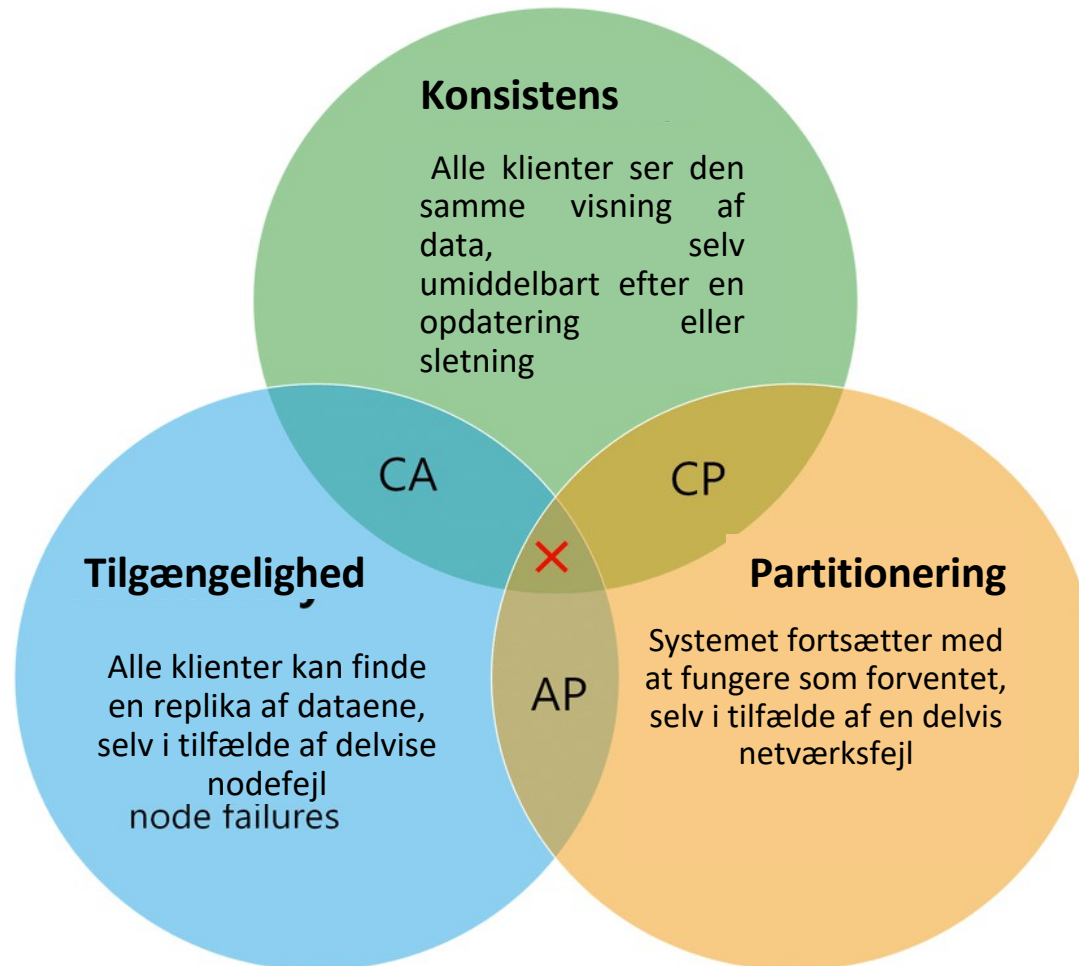 Konsistens
Alle klienter ser den
samme visning af
data, selv
umiddelbart efter en
opdatering eller
sletning
CA
CP
Tilgængelighed
Partitionering
Alle klienter kan finde
en replika af dataene,
selv i tilfælde af delvise
nodefejl
node failures
AP
Systemet fortsætter med
at fungere som forventet,
selv i tilfælde af en delvis
netværksfejl